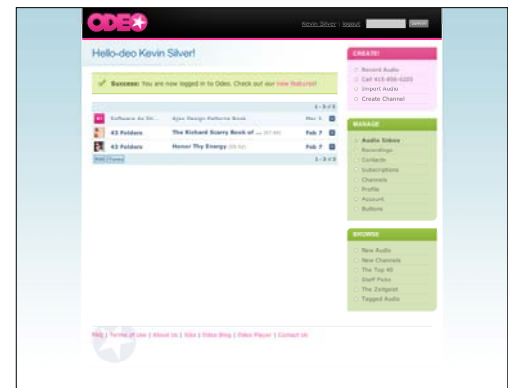 ODEO
Kevin Silver | logout
Hello-deo Kevin Silver!
Success: You are now logged in to Odeo. Check out our new features!
1 - 3 of 3
Software As Sh... Ajax Design Patterns Book Mar 1
43 Folders The Richard Scarry Book of ... Feb 7
43 Folders Honor Thy Energy Feb 7
1 - 3 of 3
CREATE!
Record Audio
Call 415-856-0205
Import Audio
Create Channel
MANAGE
Audio Inbox
Recordings
Contacts
Subscriptions
Channels
Profile
Account
Buttons
BROWSE
New Audio
New Channels
The Top 40
Staff Picks
The Zeitgeist
Tagged Audio
FAQ | Terms of Use | About Us | Jobs | Odeo Blog | Odeo Player | Contact Us